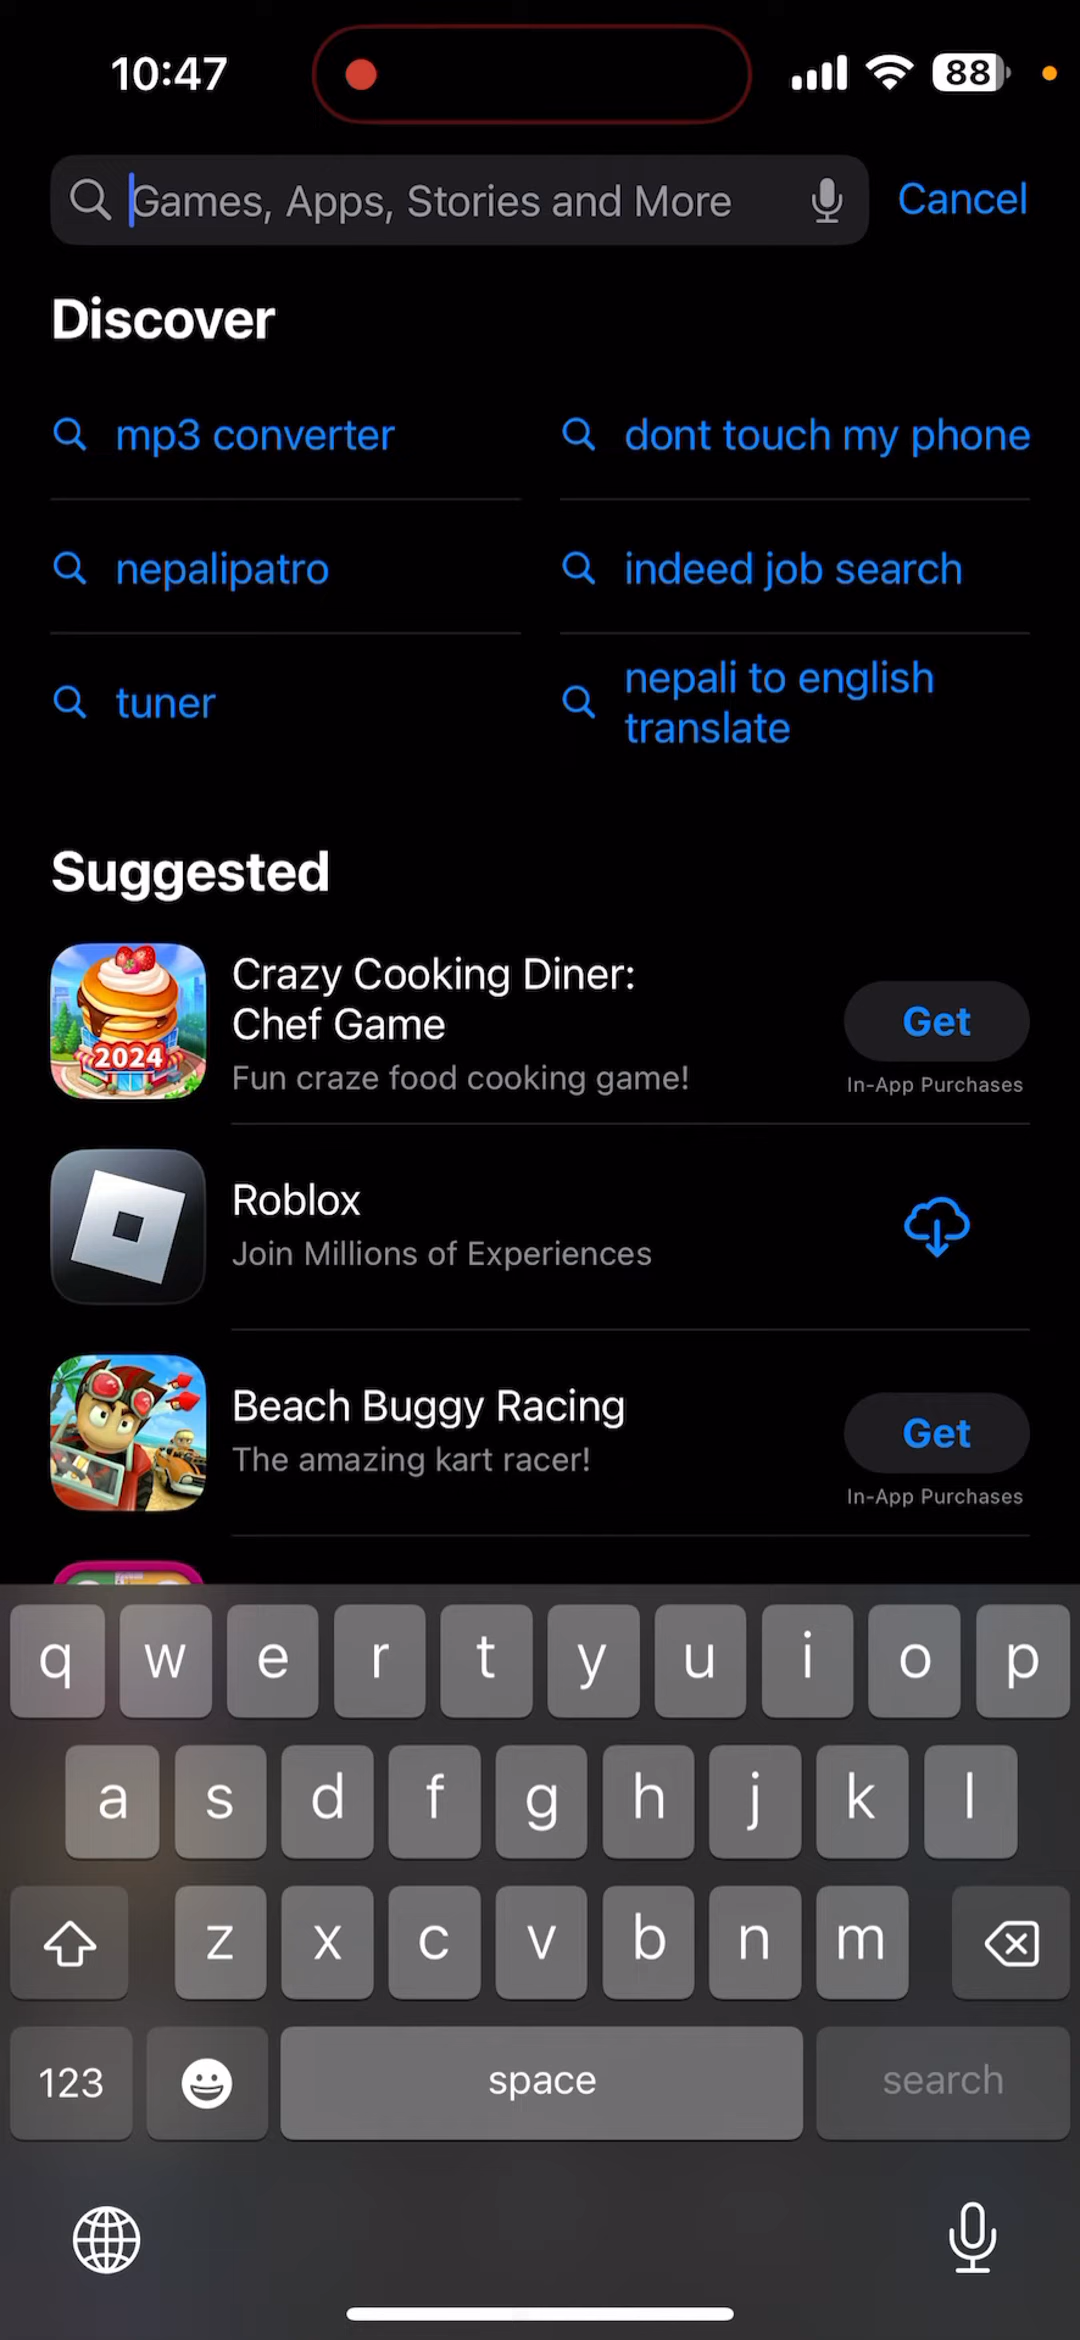 10:47
88
Games, Apps, Stories and More
Cancel
Discover
mp3 converter
dont touch my phone
nepalipatro
indeed job search
tuner
nepali to english
translate
Suggested
2024
Crazy Cooking Diner:
Chef Game
Fun craze food cooking game!
Get
In-App Purchases
Roblox
Join Millions of Experiences
Beach Buggy Racing
The amazing kart racer!
Get
In-App Purchases
q w e r t y u i o p
a s d f g h j k l
z x c v b n m
123 space search